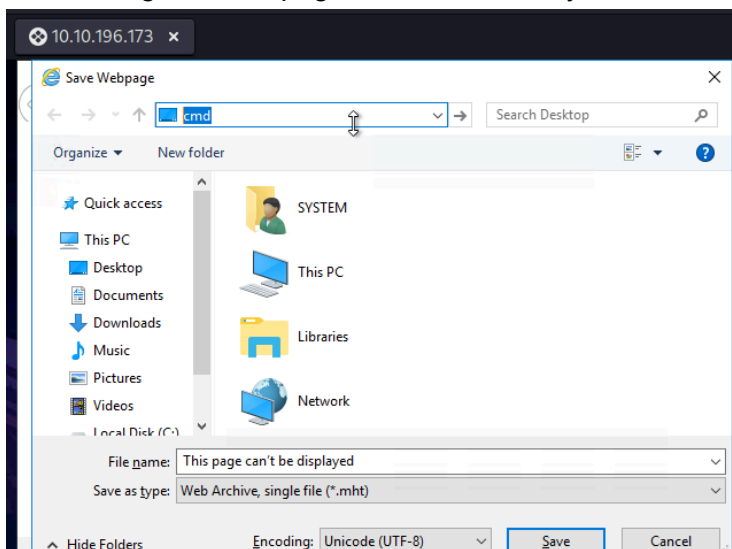 10.10.196.173 ×
Save Webpage
cmd
Search Desktop
Organize
New folder
?
Quick access
This PC
Desktop
Documents
Downloads
Music
Pictures
Videos
Local Disk (C:)
SYSTEM
This PC
Libraries
Network
File name: This page can't be displayed
Save as type: Web Archive, single file (*.mht)
Hide Folders
Encoding: Unicode (UTF-8)
Save
Cancel